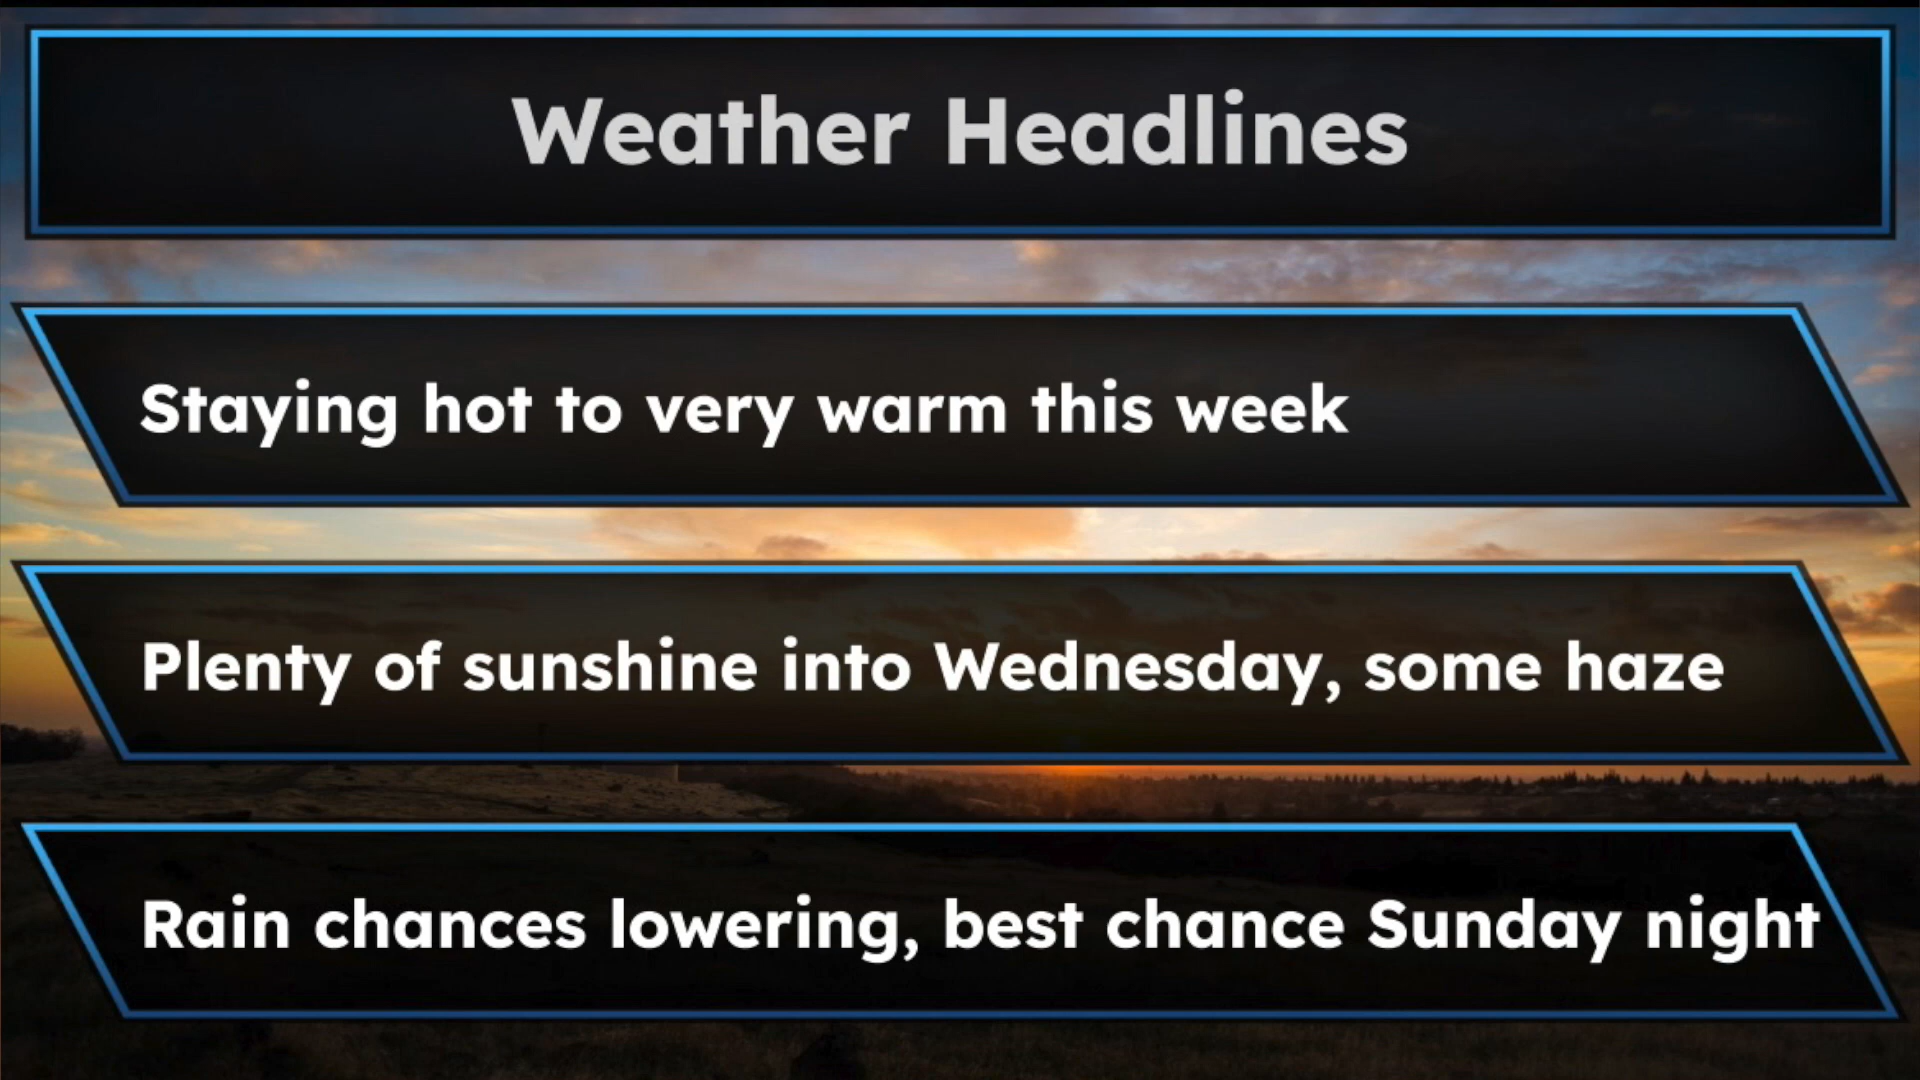 Weather Headlines
Staying hot to very warm this week
Plenty of sunshine into Wednesday, some haze
Rain chances lowering, best chance Sunday night